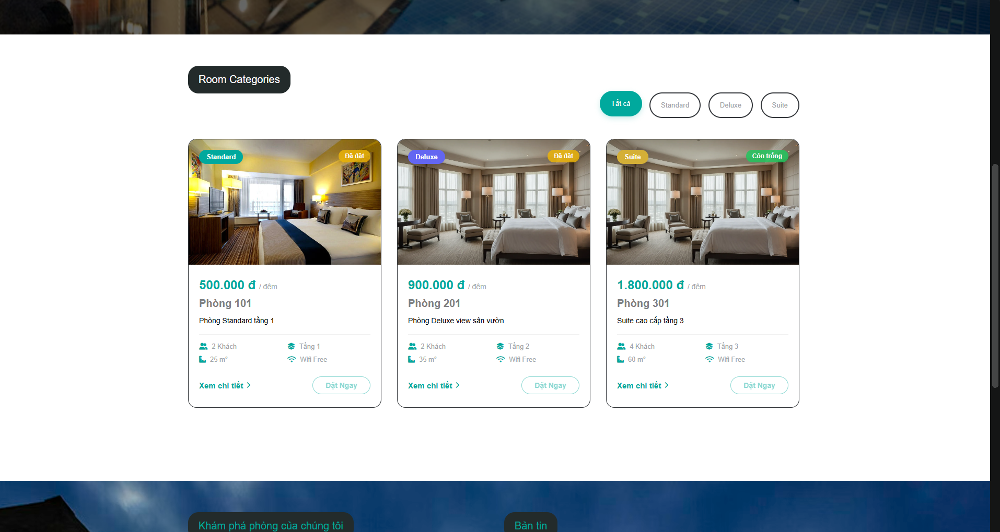 Room Categories
Tất cả
Standard
Deluxe
Suite
Standard
Đã đặt
500.000 đ / đêm
Phòng 101
Phòng Standard tầng 1
2 Khách
Tầng 1
25 m²
Wifi Free
Xem chi tiết
Đặt Ngay
Deluxe
Đã đặt
900.000 đ / đêm
Phòng 201
Phòng Deluxe view sân vườn
2 Khách
Tầng 2
35 m²
Wifi Free
Xem chi tiết
Đặt Ngay
Suite
Còn trống
1.800.000 đ / đêm
Phòng 301
Suite cao cấp tầng 3
4 Khách
Tầng 3
60 m²
Wifi Free
Xem chi tiết
Đặt Ngay
Khám phá phòng của chúng tôi
Bản tin